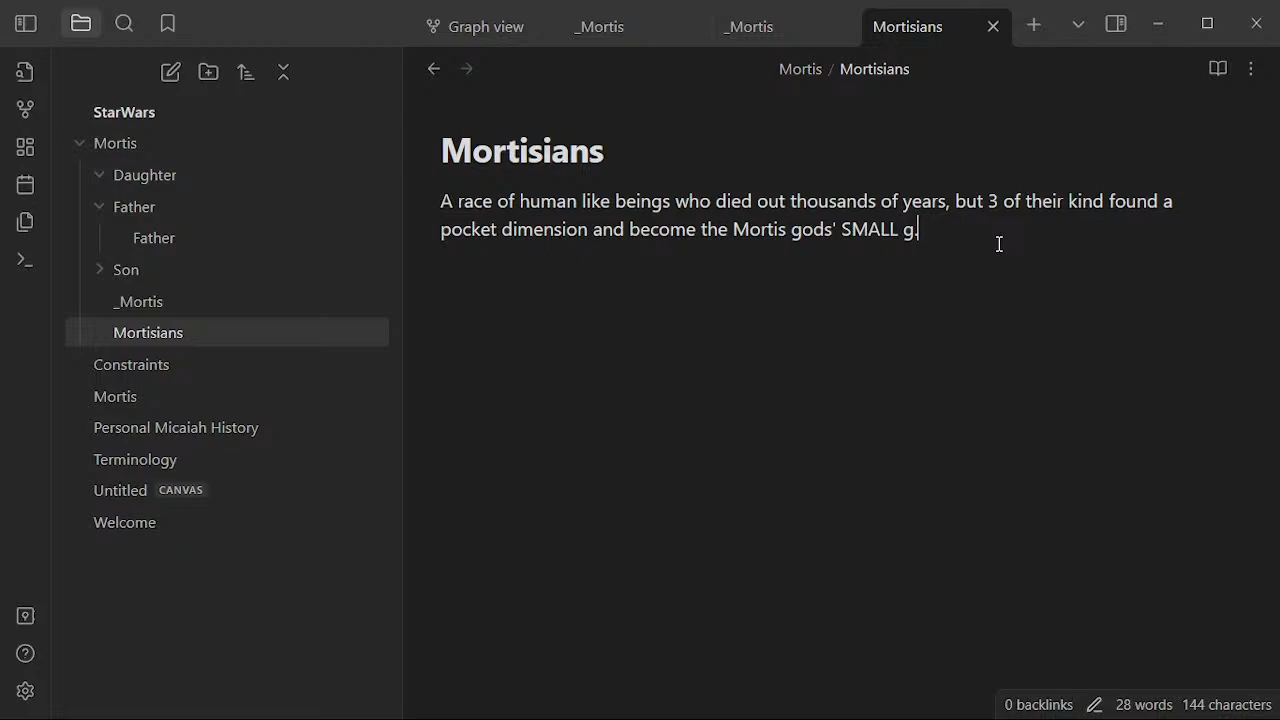 Graph view
_Mortis
_Mortis
Mortisians
Mortis / Mortisians
StarWars
Mortis
Daughter
Father
Father
Son
_Mortis
Mortisians
Constraints
Mortis
Personal Micaiah History
Terminology
Untitled CANVAS
Welcome
Mortisians
A race of human like beings who died out thousands of years, but 3 of their kind found a
pocket dimension and become the Mortis gods' SMALL g.
0 backlinks 28 words 144 characters